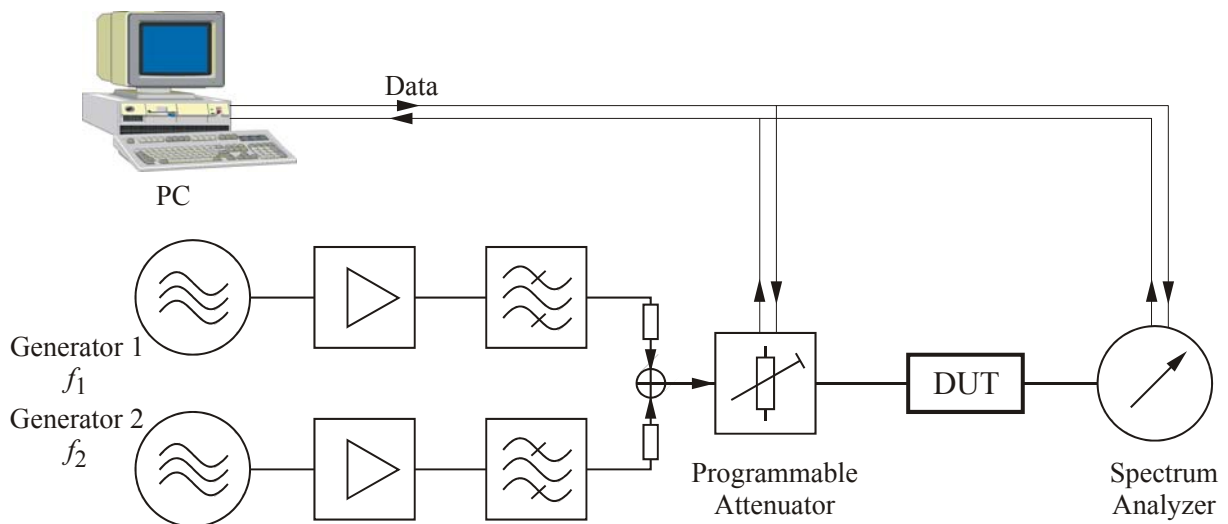 Data
PC
Generator 1
f1
Generator 2
f2
DUT
Programmable
Attenuator
Spectrum
Analyzer